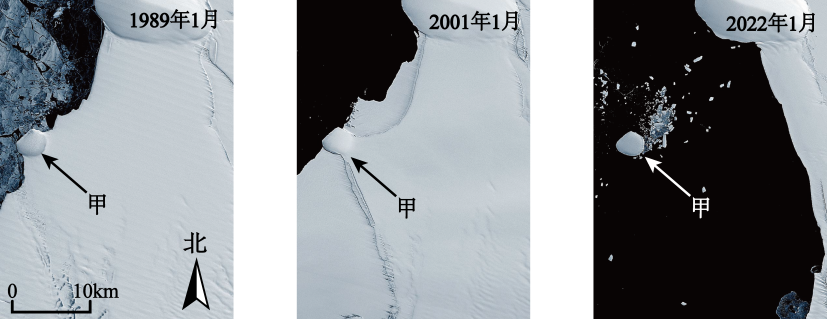 1989年1月
甲
北
0 10km
2001年1月
甲
2022年1月
甲